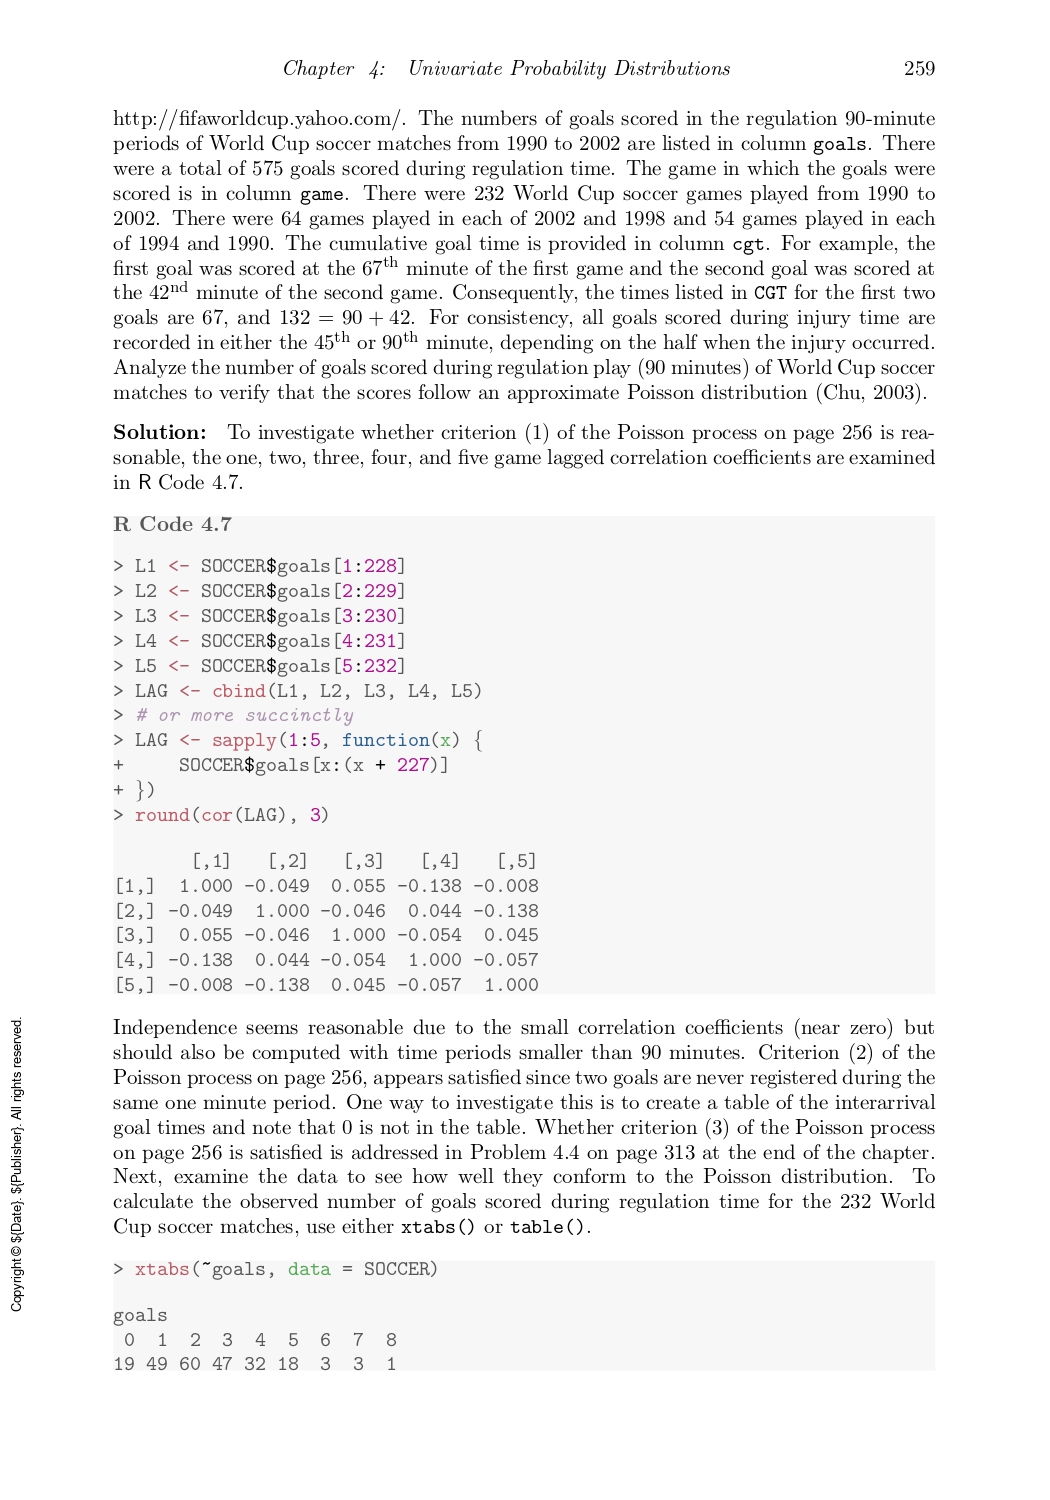 Chapter 4: Univariate Probability Distributions 259
http://fifaworldcup.yahoo.com/. The numbers of goals scored in the regulation 90-minute
periods of World Cup soccer matches from 1990 to 2002 are listed in column goals. There
were a total of 575 goals scored during regulation time. The game in which the goals were
scored is in column game. There were 232 World Cup soccer games played from 1990 to
2002. There were 64 games played in each of 2002 and 1998 and 54 games played in each
of 1994 and 1990. The cumulative goal time is provided in column cgt. For example, the
first goal was scored at the 67th minute of the first game and the second goal was scored at
the 42nd minute of the second game. Consequently, the times listed in CGT for the first two
goals are 67, and 132 = 90 + 42. For consistency, all goals scored during injury time are
recorded in either the 45th or 90th minute, depending on the half when the injury occurred.
Analyze the number of goals scored during regulation play (90 minutes) of World Cup soccer
matches to verify that the scores follow an approximate Poisson distribution (Chu, 2003).
Solution: To investigate whether criterion (1) of the Poisson process on page 256 is rea-
sonable, the one, two, three, four, and five game lagged correlation coefficients are examined
in R Code 4.7.
R Code 4.7
> L1 <- SOCCER$goals[1:228]
> L2 <- SOCCER$goals[2:229]
> L3 <- SOCCER$goals[3:230]
> L4 <- SOCCER$goals[4:231]
> L5 <- SOCCER$goals[5:232]
> LAG <- cbind(L1, L2, L3, L4, L5)
> # or more succinctly
> LAG <- sapply(1:5, function(x) {
+     SOCCER$goals[x:(x + 227)]
+ })
> round(cor(LAG), 3)
       [,1]   [,2]   [,3]   [,4]   [,5]
[1,]  1.000 -0.049  0.055 -0.138 -0.008
[2,] -0.049  1.000 -0.046  0.044 -0.138
[3,]  0.055 -0.046  1.000 -0.054  0.045
[4,] -0.138  0.044 -0.054  1.000 -0.057
[5,] -0.008 -0.138  0.045 -0.057  1.000
Independence seems reasonable due to the small correlation coefficients (near zero) but
should also be computed with time periods smaller than 90 minutes. Criterion (2) of the
Poisson process on page 256, appears satisfied since two goals are never registered during the
same one minute period. One way to investigate this is to create a table of the interarrival
goal times and note that 0 is not in the table. Whether criterion (3) of the Poisson process
on page 256 is satisfied is addressed in Problem 4.4 on page 313 at the end of the chapter.
Next, examine the data to see how well they conform to the Poisson distribution. To
calculate the observed number of goals scored during regulation time for the 232 World
Cup soccer matches, use either xtabs() or table().
> xtabs(~goals, data = SOCCER)
goals
 0  1  2  3  4  5  6  7  8
19 49 60 47 32 18  3  3  1
Copyright © ${Date}. ${Publisher}. All rights reserved.